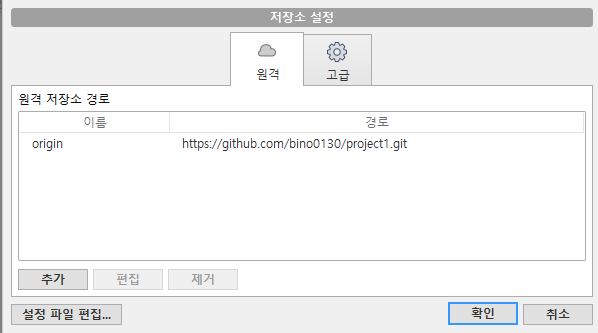 저장소 설정
원격
고급
원격 저장소 경로
이름 경로
origin https://github.com/bino0130/project1.git
추가 편집 제거
설정 파일 편집... 확인 취소